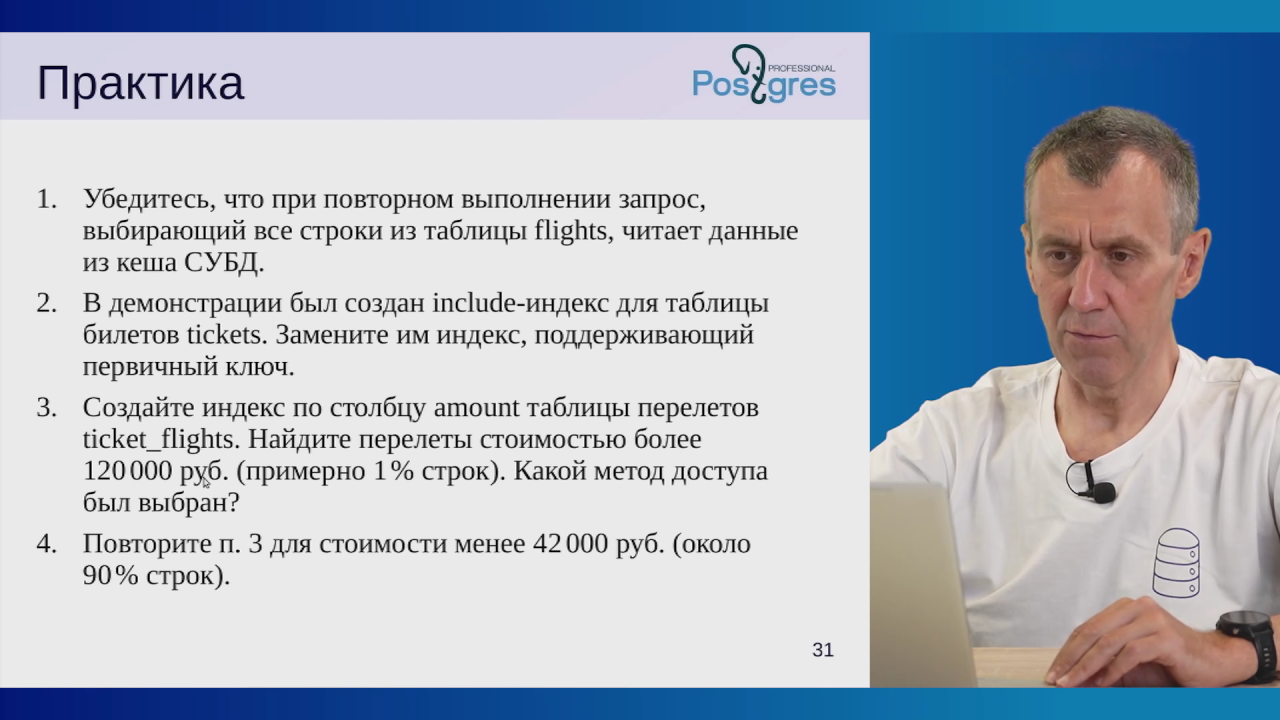 Практика
PROFESSIONAL
Postgres
1. Убедитесь, что при повторном выполнении запрос,
выбирающий все строки из таблицы flights, читает данные
из кеша СУБД.
2. В демонстрации был создан include-индекс для таблицы
билетов tickets. Замените им индекс, поддерживающий
первичный ключ.
3. Создайте индекс по столбцу amount таблицы перелетов
ticket_flights. Найдите перелеты стоимостью более
120 000 руб. (примерно 1 % строк). Какой метод доступа
был выбран?
4. Повторите п. 3 для стоимости менее 42 000 руб. (около
90 % строк).
31